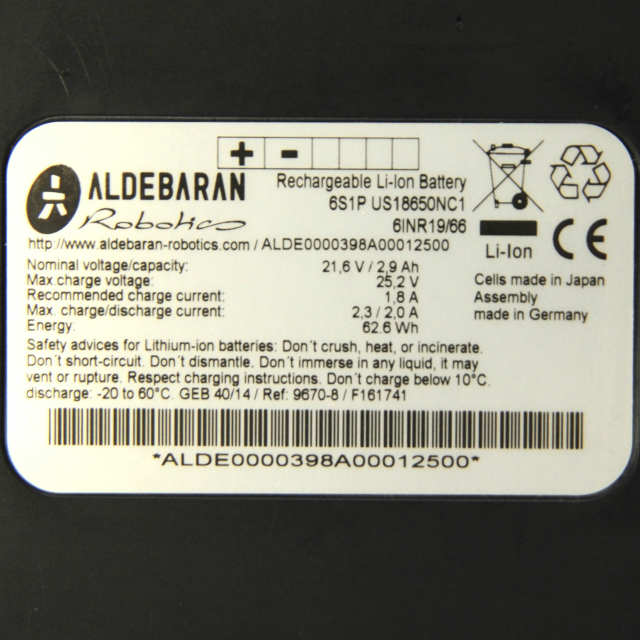 + -
ALDEBARAN
Robotics
Rechargeable Li-Ion Battery
6S1P US18650NC1
6INR19/66
http://www.aldebaran-robotics.com / ALDE0000398A00012500
Li-Ion
CE
Nominal voltage/capacity: 21,6 V / 2,9 Ah
Max.charge voltage: 25,2 V
Recommended charge current: 1,8 A
Max. charge/discharge current: 2,3 / 2,0 A
Energy: 62.6 Wh
Cells made in Japan
Assembly
made in Germany
Safety advices for Lithium-ion batteries: Don´t crush, heat, or incinerate.
Don´t short-circuit. Don´t dismantle. Don´t immerse in any liquid, it may
vent or rupture. Respect charging instructions. Don´t charge below 10°C.
discharge: -20 to 60°C. GEB 40/14 / Ref: 9670-8 / F161741
*ALDE0000398A00012500*